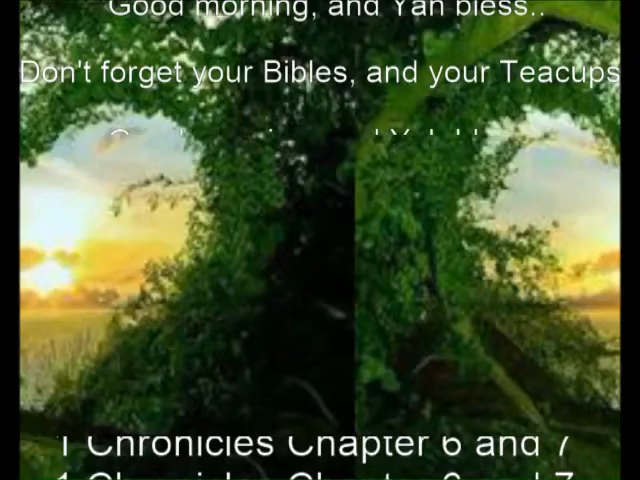 Good morning, and Yah bless..
Don't forget your Bibles, and your Teacups
1 Chronicles Chapter 6 and 7